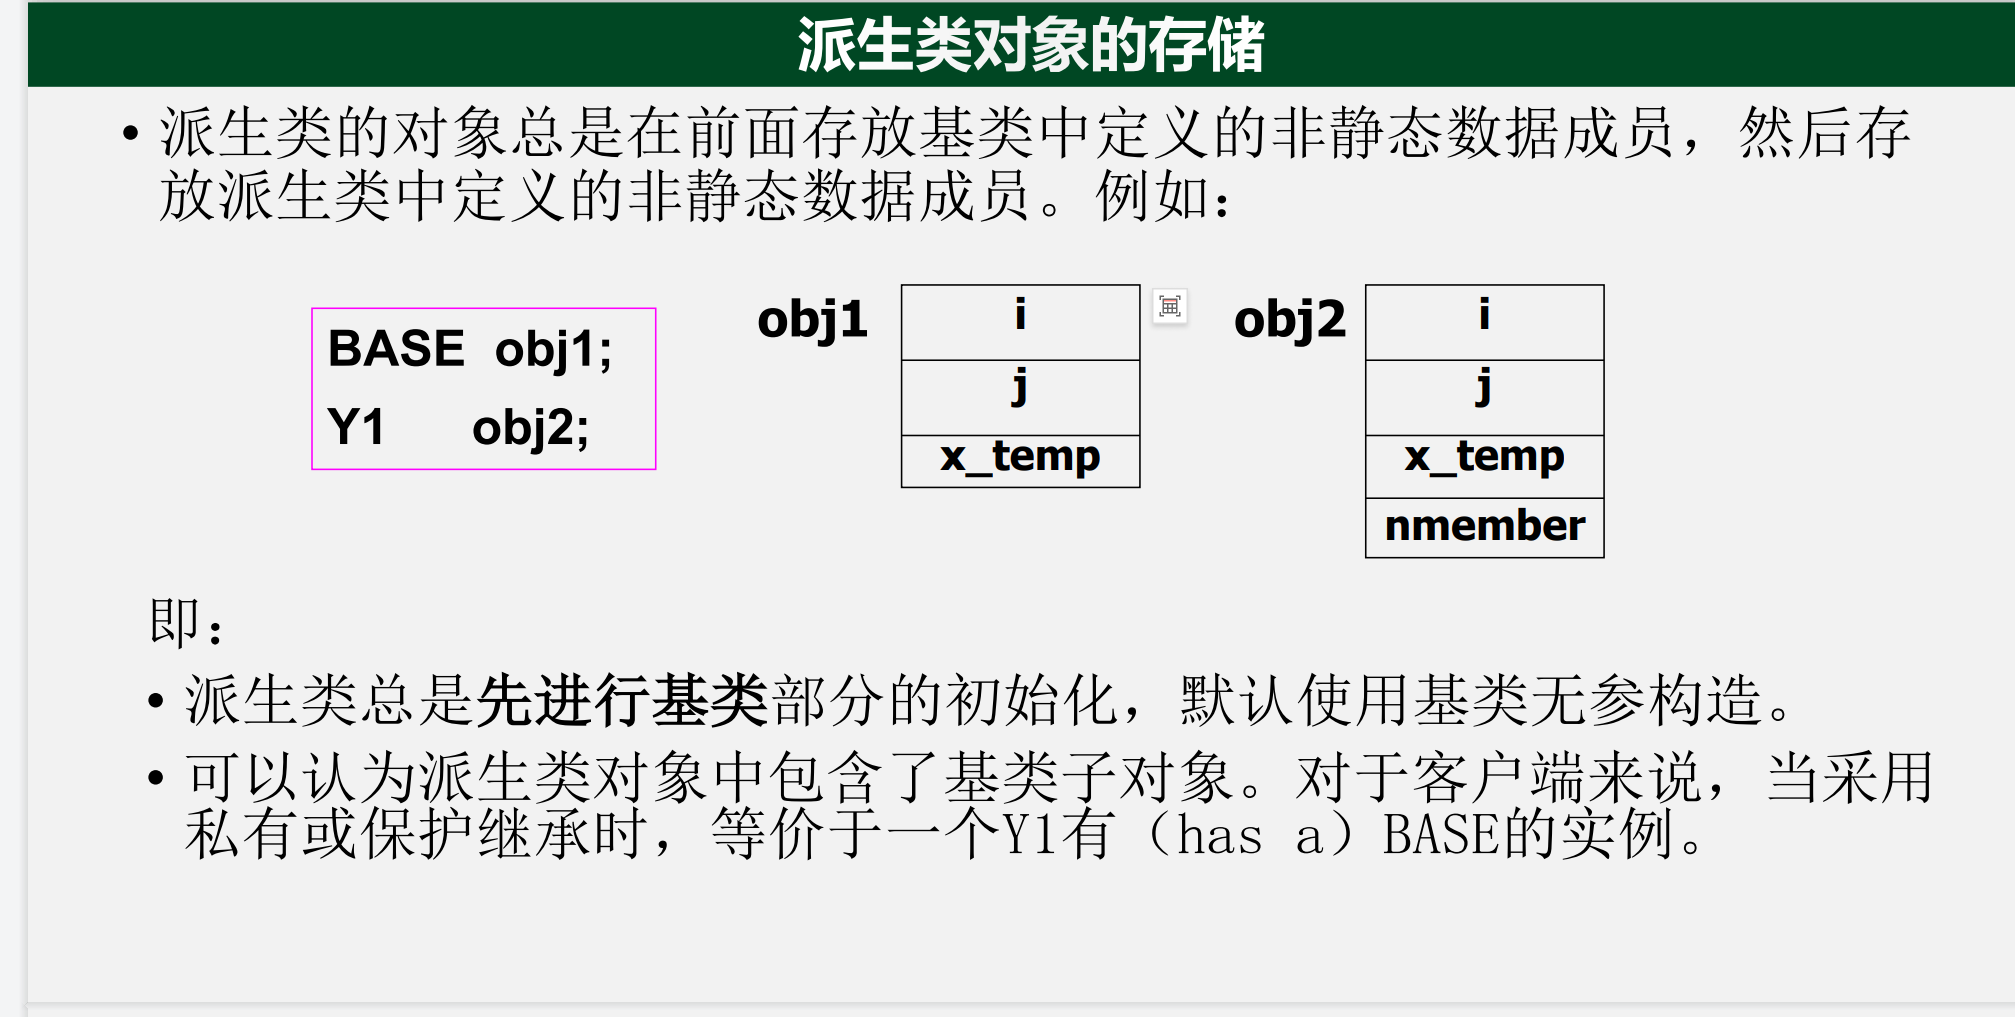 派生类对象的存储
• 派生类的对象总是在前面存放基类中定义的非静态数据成员，然后存
放派生类中定义的非静态数据成员。例如：
BASE obj1;
Y1 obj2;
obj1
i
j
x_temp
obj2
i
j
x_temp
nmember
即：
• 派生类总是先进行基类部分的初始化，默认使用基类无参构造。
• 可以认为派生类对象中包含了基类子对象。对于客户端来说，当采用
私有或保护继承时，等价于一个Y1有（has a）BASE的实例。